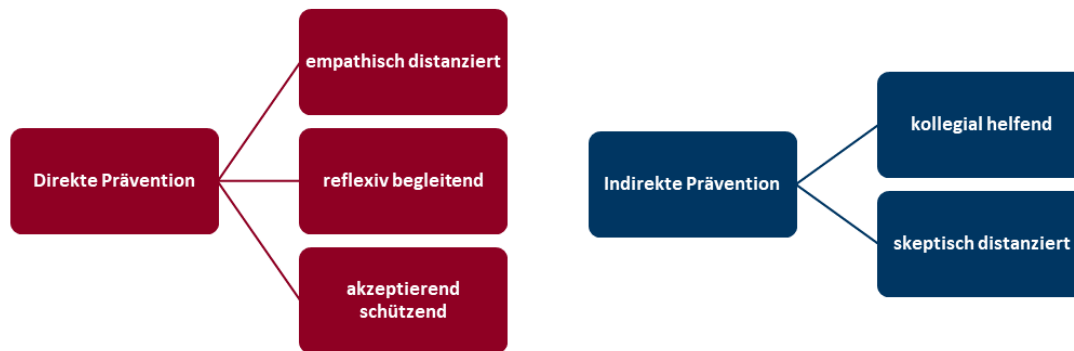 Direkte Prävention
empathisch distanziert
reflexiv begleitend
akzeptierend
schützend
Indirekte Prävention
kollegial helfend
skeptisch distanziert